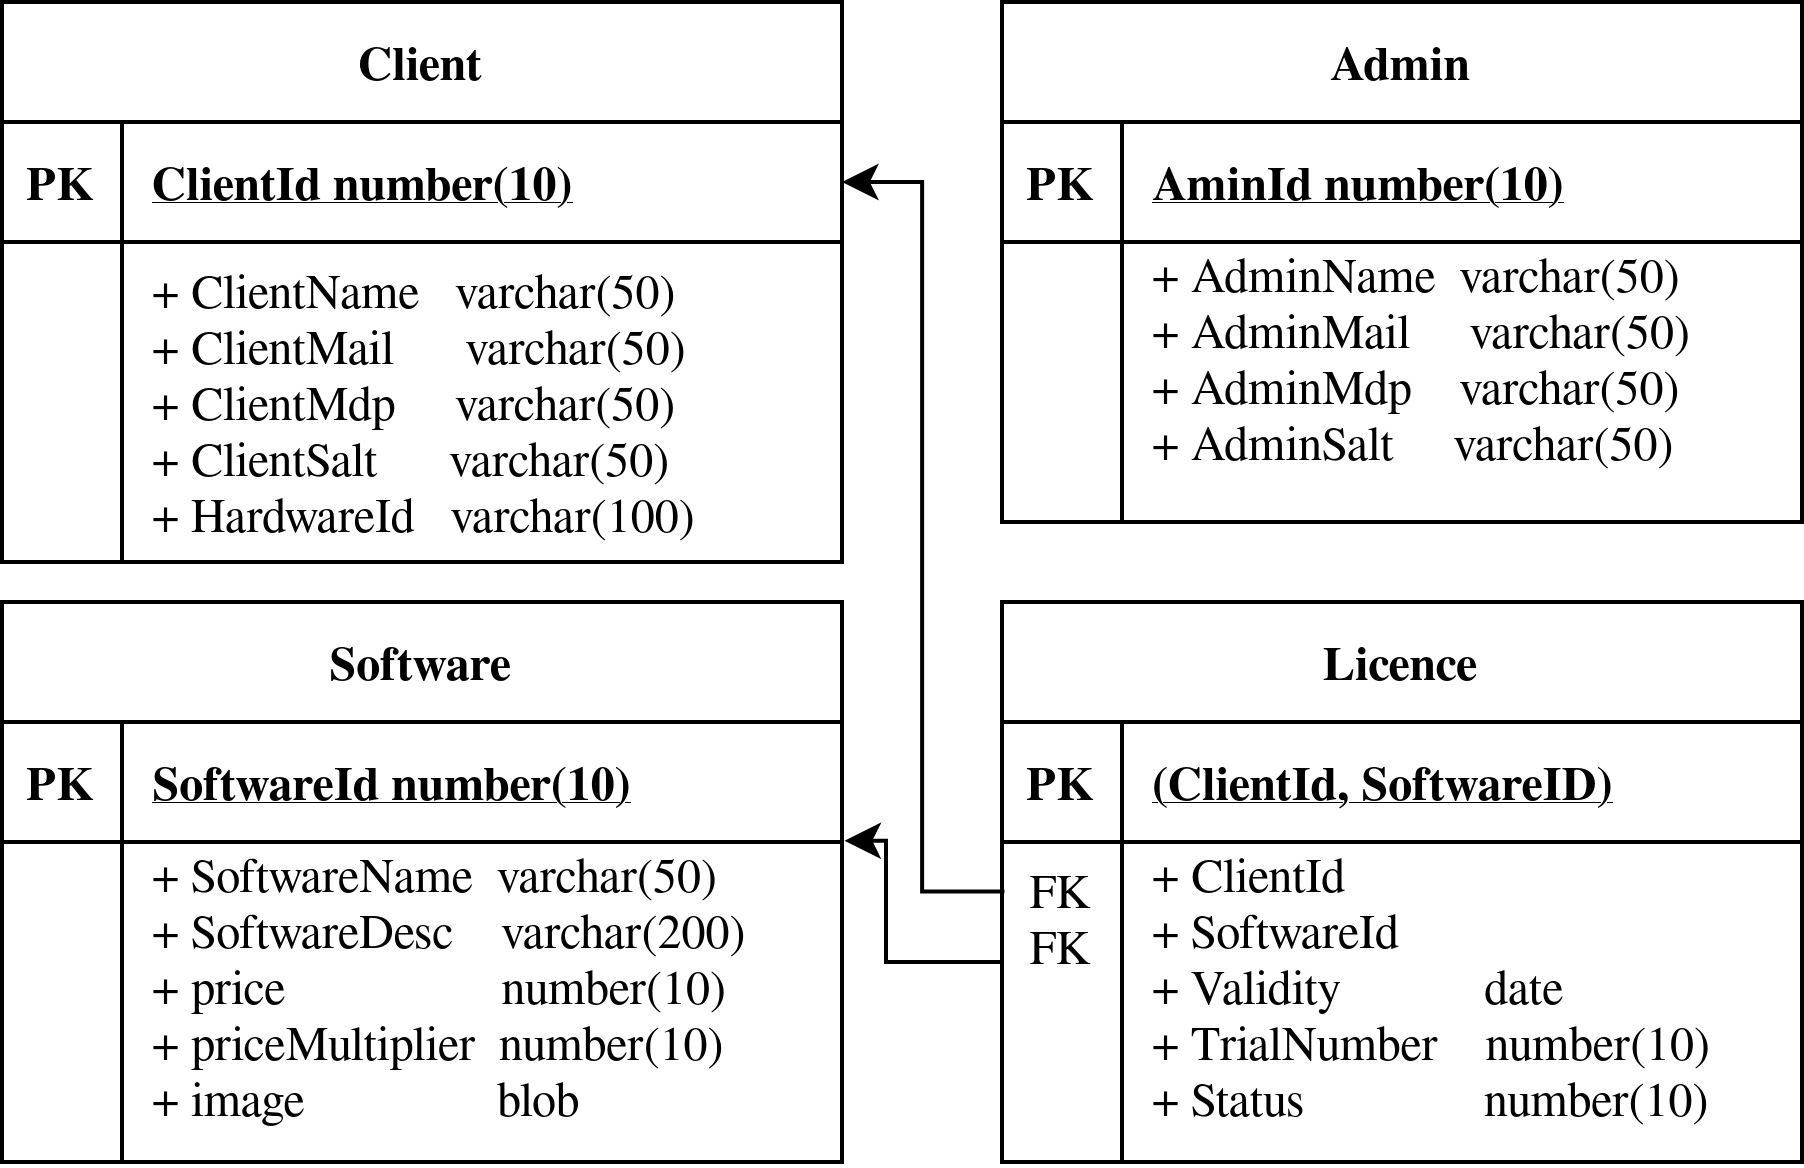 Client
PK ClientId number(10)
+ ClientName varchar(50)
+ ClientMail varchar(50)
+ ClientMdp varchar(50)
+ ClientSalt varchar(50)
+ HardwareId varchar(100)
Admin
PK AminId number(10)
+ AdminName varchar(50)
+ AdminMail varchar(50)
+ AdminMdp varchar(50)
+ AdminSalt varchar(50)
Software
PK SoftwareId number(10)
+ SoftwareName varchar(50)
+ SoftwareDesc varchar(200)
+ price number(10)
+ priceMultiplier number(10)
+ image blob
Licence
PK (ClientId, SoftwareID)
FK + ClientId
FK + SoftwareId
+ Validity date
+ TrialNumber number(10)
+ Status number(10)